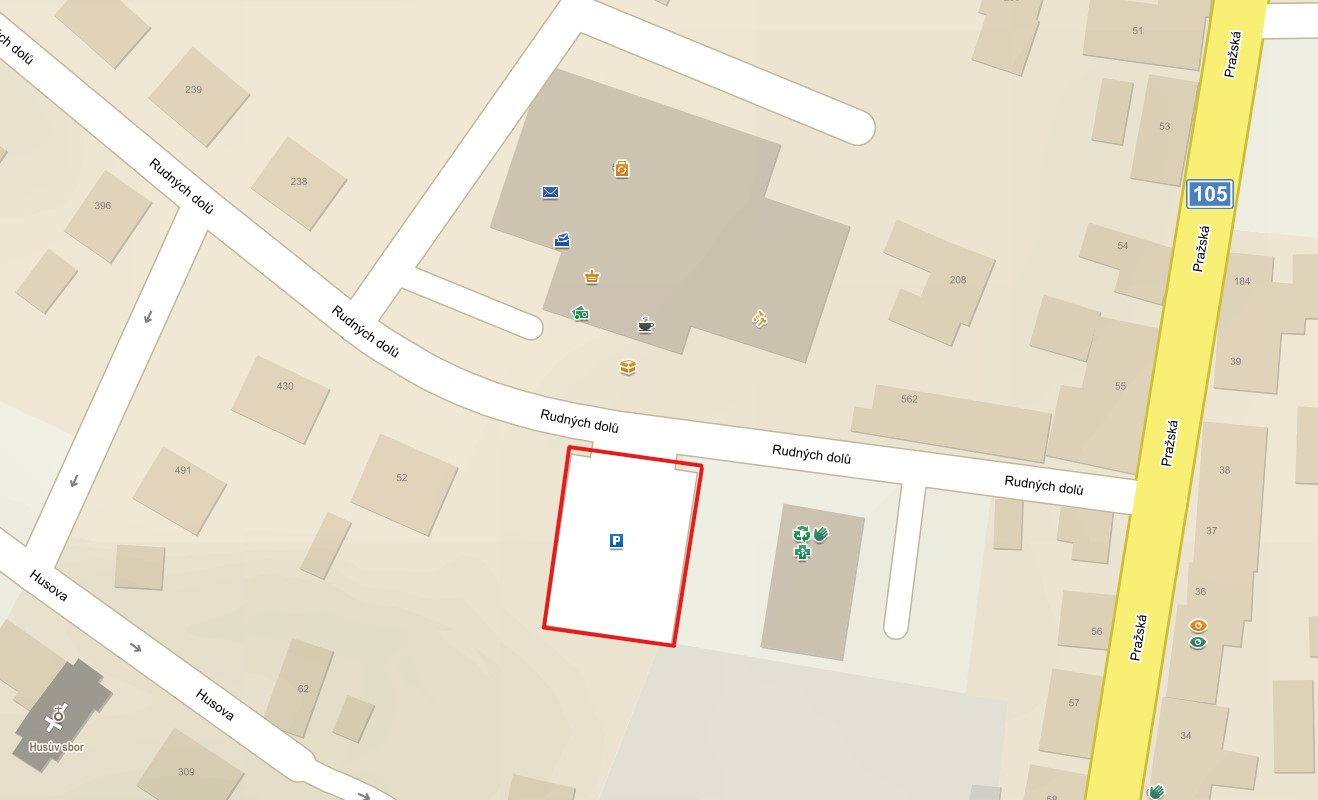 51
Pražská
ch dolů
239
53
Rudných dolů
238
105
396
Pražská
54
208
184
Rudných dolů
39
430
55
562
Rudných dolů
Pražská
Rudných dolů
491
52
38
Rudných dolů
P
37
Husova
36
56
Pražská
62
Husova
57
34
Husův sbor
309
58